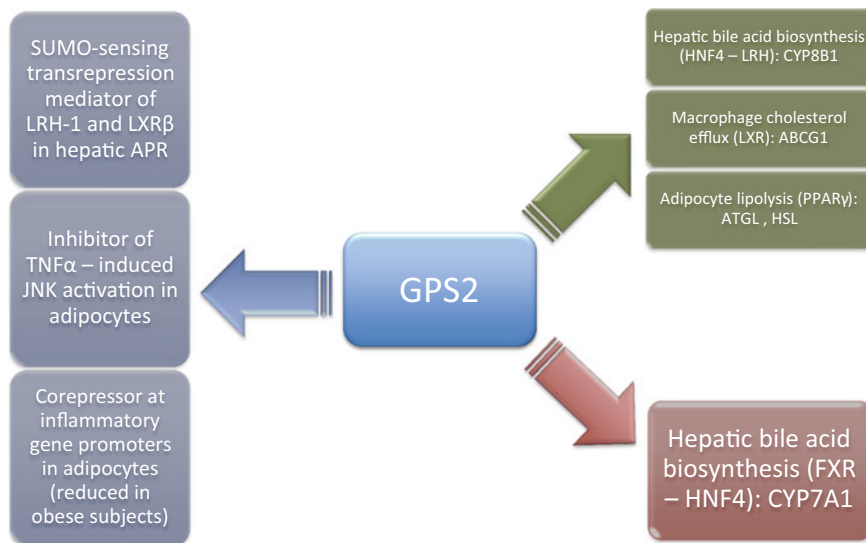 SUMO-sensing
transrepression
mediator of
LRH-1 and LXRβ
in hepatic APR
Inhibitor of
TNFα – induced
JNK activation in
adipocytes
Corepressor at
inflammatory
gene promoters
in adipocytes
(reduced in
obese subjects)
GPS2
Hepatic bile acid biosynthesis
(HNF4 – LRH): CYP8B1
Macrophage cholesterol
efflux (LXR): ABCG1
Adipocyte lipolysis (PPARγ):
ATGL , HSL
Hepatic bile acid
biosynthesis (FXR
– HNF4): CYP7A1